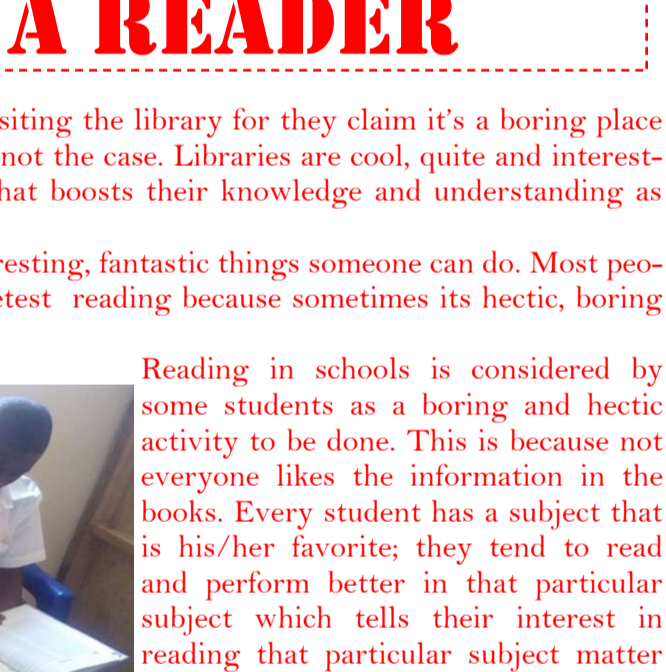 A READER
siting the library for they claim it's a boring place
not the case. Libraries are cool, quite and interest-
hat boosts their knowledge and understanding as
resting, fantastic things someone can do. Most peo-
etest reading because sometimes its hectic, boring
Reading in schools is considered by
some students as a boring and hectic
activity to be done. This is because not
everyone likes the information in the
books. Every student has a subject that
is his/her favorite; they tend to read
and perform better in that particular
subject which tells their interest in
reading that particular subject matter